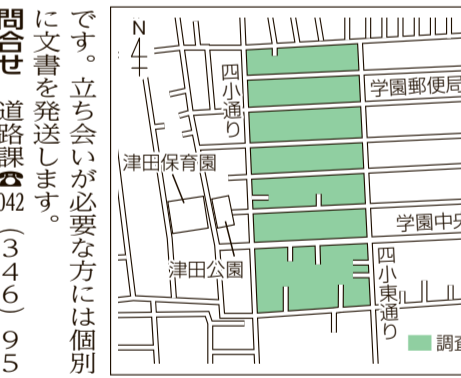 です。立ち会いが必要な方には個別
に文書を発送します。
問合せ 道路課☎042（346）95
N
四小通り
学園郵便局
津田保育園
学園中央
津田公園
四小東通り
調査